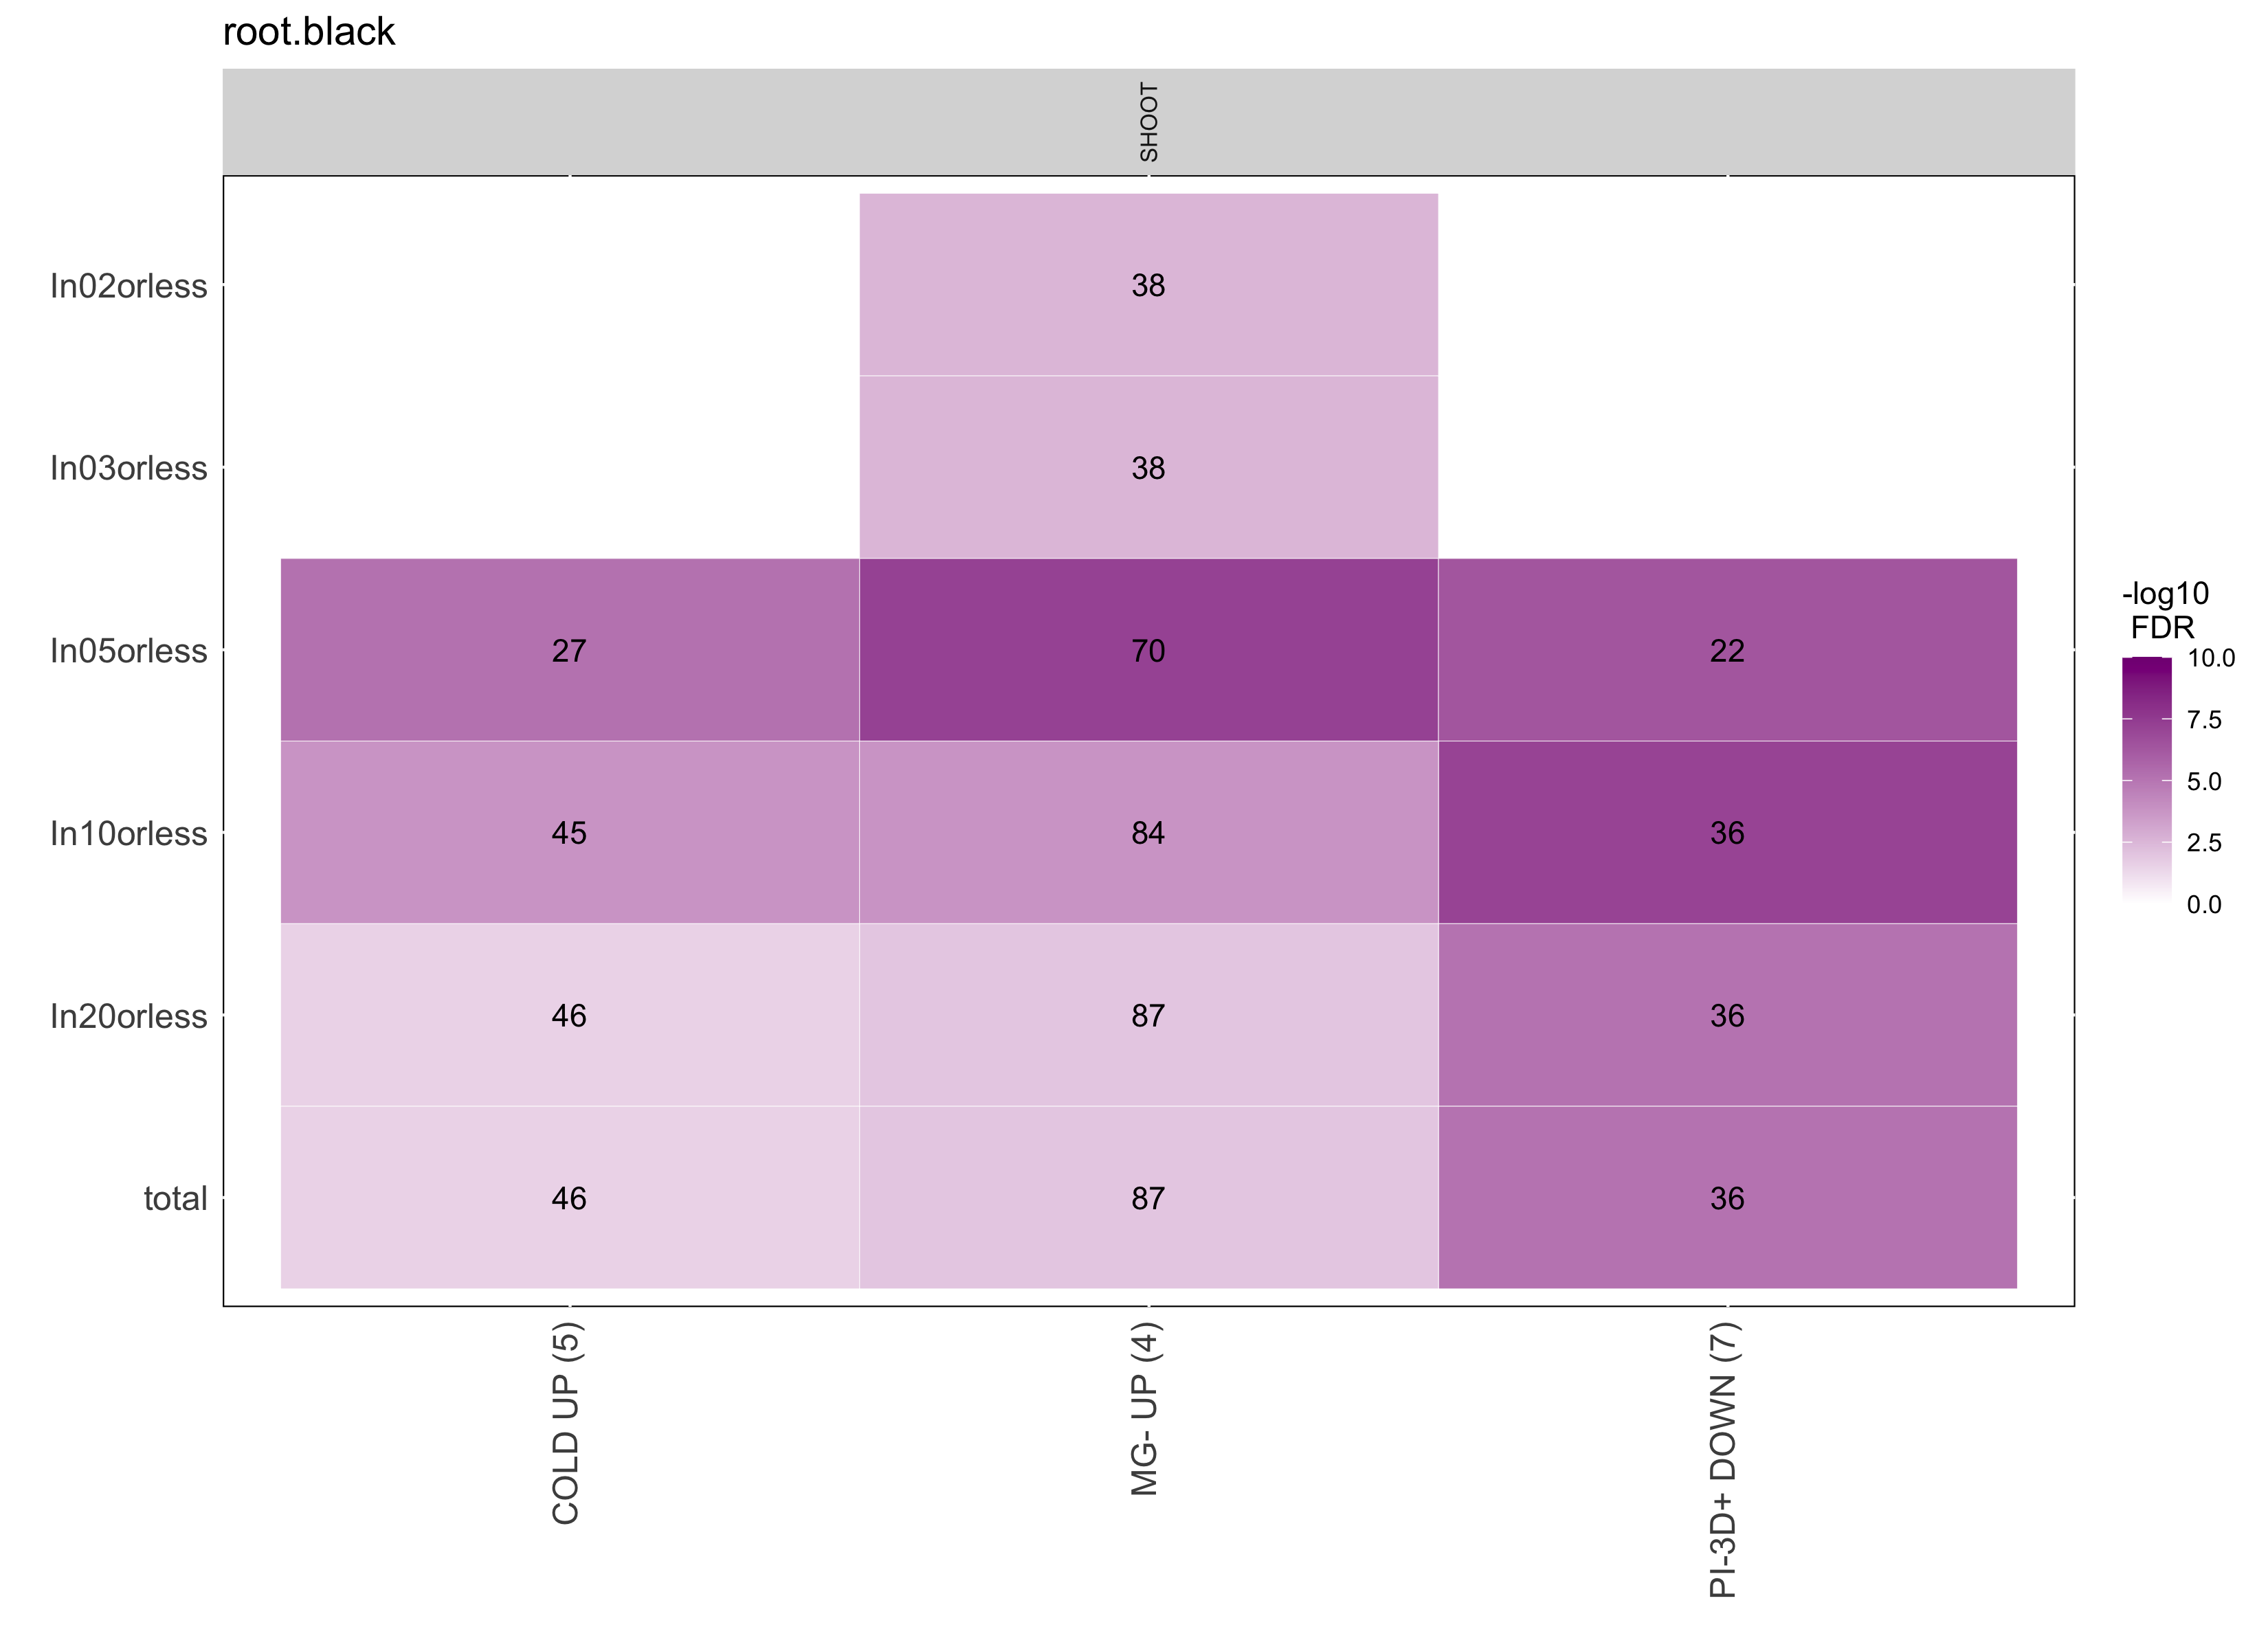 root.black
SHOOT
In02orless
38
In03orless
38
In05orless
27
70
22
In10orless
45
84
36
In20orless
46
87
36
total
46
87
36
COLD UP (5)
MG- UP (4)
PI-3D+ DOWN (7)
-log10
FDR
10.0
7.5
5.0
2.5
0.0